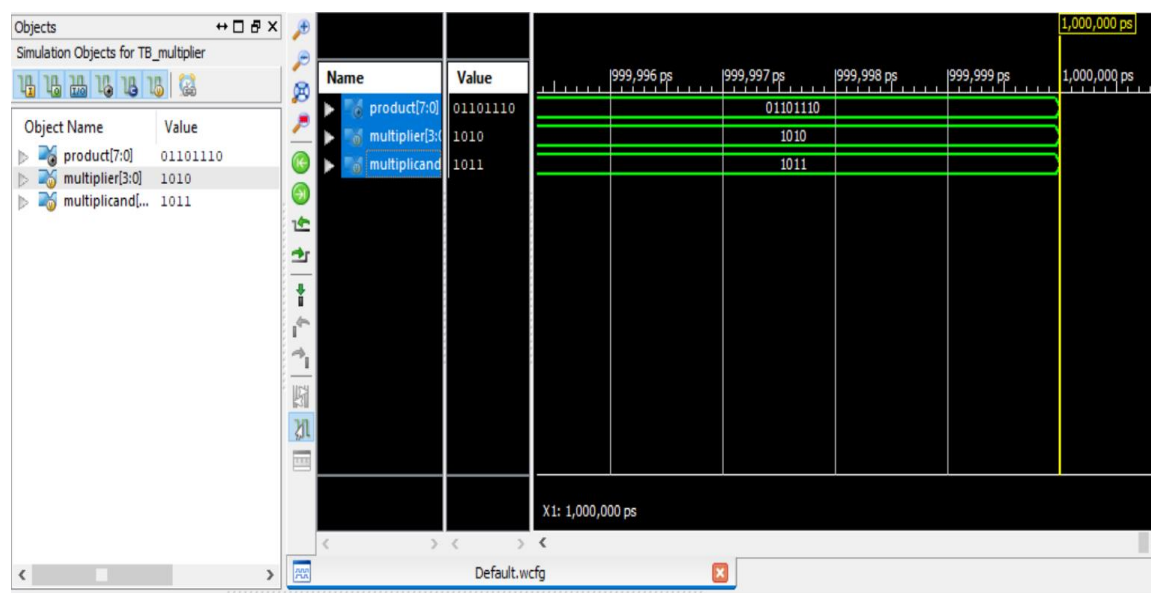 Objects
Simulation Objects for TB_multiplier
Object Name Value
product[7:0] 01101110
multiplier[3:0] 1010
multiplicand[... 1011
Name Value
product[7:0] 01101110
multiplier[3:( 1010
multiplicand 1011
1,000,000 ps
999,996 ps 999,997 ps 999,998 ps 999,999 ps 1,000,000 ps
01101110
1010
1011
X1: 1,000,000 ps
Default.wcfg